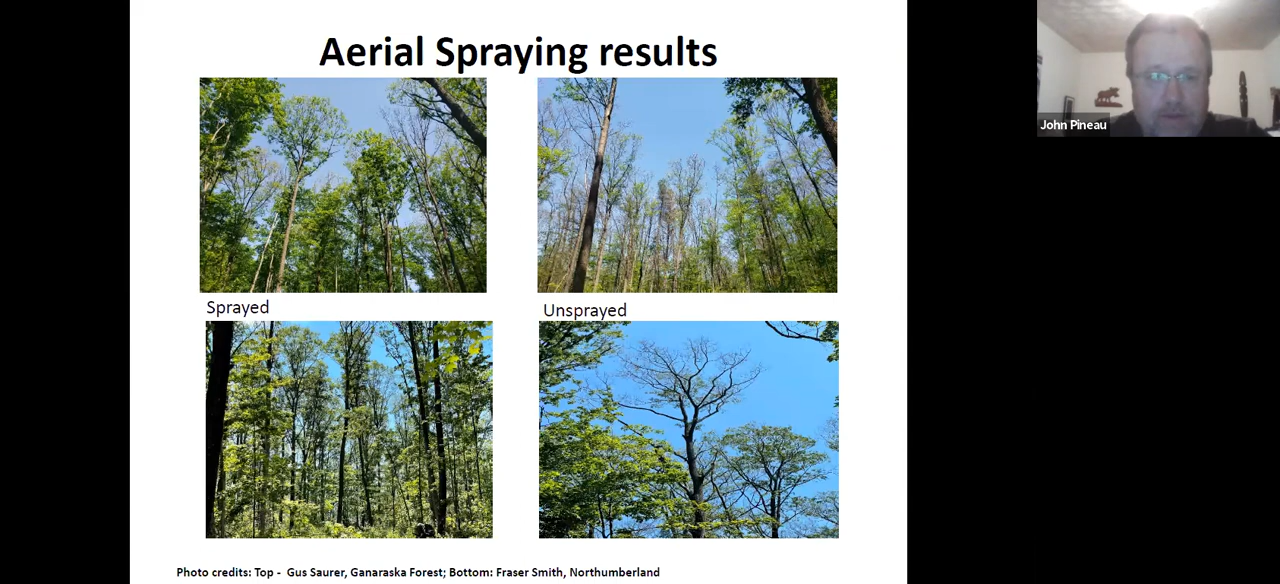 Aerial Spraying results
John Pineau
Sprayed
Unsprayed
Photo credits: Top - Gus Saurer, Ganaraska Forest; Bottom: Fraser Smith, Northumberland